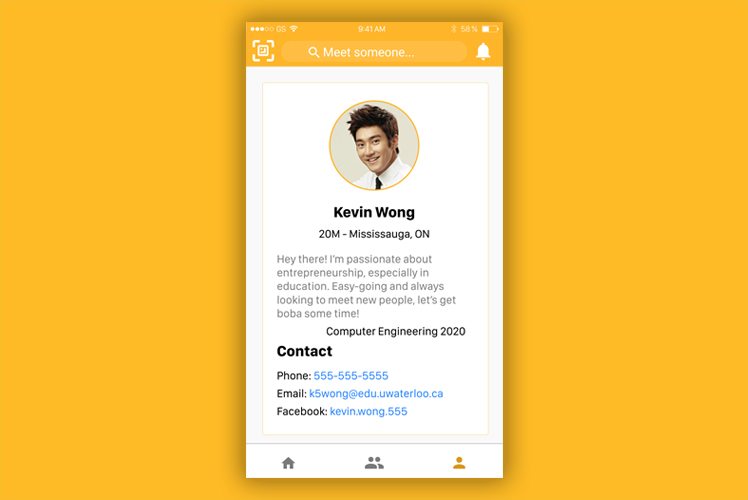 GS 9:41 AM 58%
Meet someone...
Kevin Wong
20M - Mississauga, ON
Hey there! I'm passionate about
entrepreneurship, especially in
education. Easy-going and always
looking to meet new people, let's get
boba some time!
Computer Engineering 2020
Contact
Phone: 555-555-5555
Email: k5wong@edu.uwaterloo.ca
Facebook: kevin.wong.555